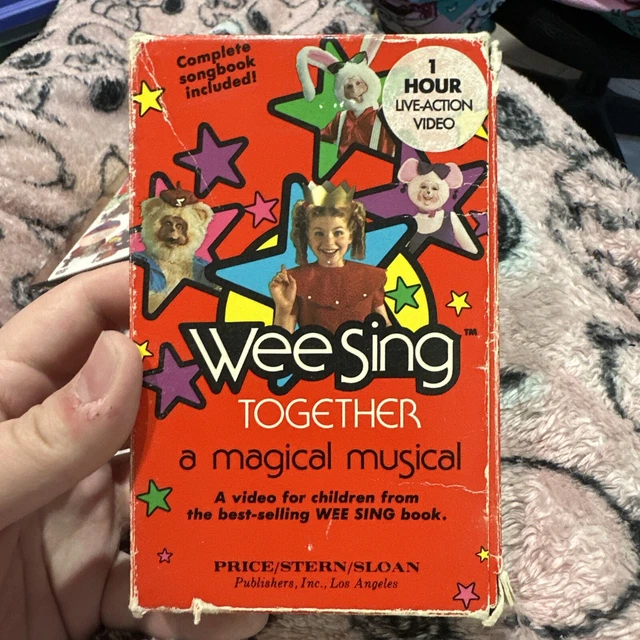 Complete
songbook
included!
1
HOUR
LIVE-ACTION
VIDEO
Wee Sing™
TOGETHER
a magical musical
A video for children from
the best-selling WEE SING book.
PRICE/STERN/SLOAN
Publishers, Inc., Los Angeles